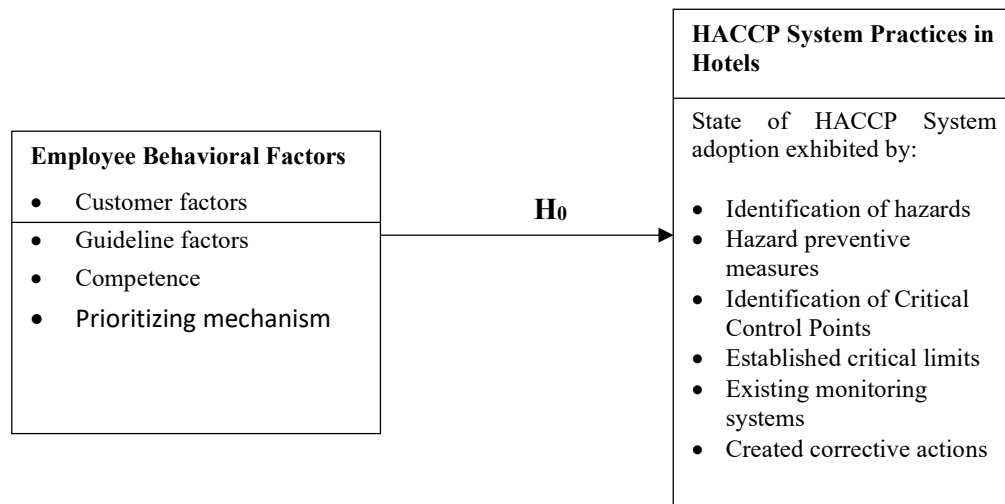 Employee Behavioral Factors
• Customer factors
• Guideline factors
• Competence
• Prioritizing mechanism
H0
HACCP System Practices in
Hotels
State of HACCP System
adoption exhibited by:
• Identification of hazards
• Hazard preventive
measures
• Identification of Critical
Control Points
• Established critical limits
• Existing monitoring
systems
• Created corrective actions